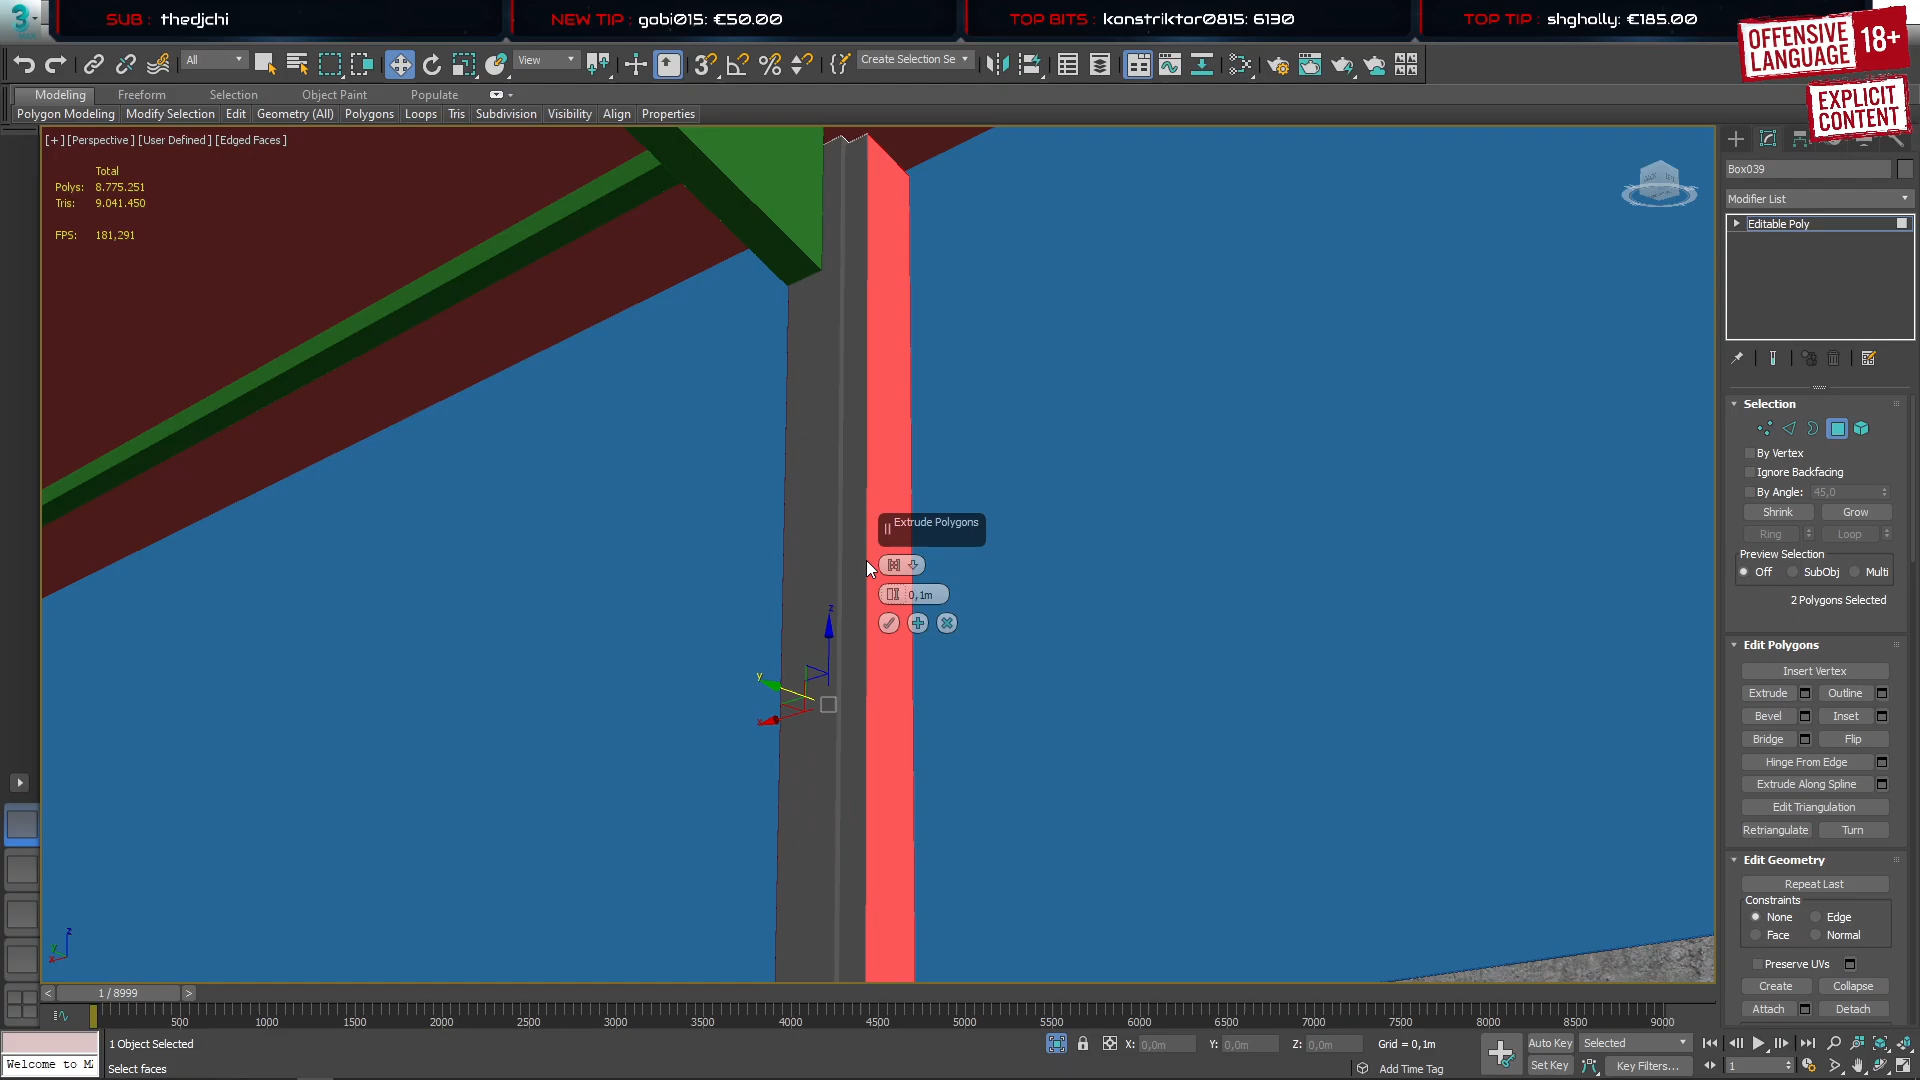 SUB : thedjchi
NEW TIP : gobi015: €50.00
TOP BITS : konstriktor0815: 6130
TOP TIP : shgholly: €185.00
OFFENSIVE LANGUAGE 18+
EXPLICIT CONTENT
All
View
Create Selection Se
Modeling Freeform Selection Object Paint Populate
Polygon Modeling Modify Selection Edit Geometry (All) Polygons Loops Tris Subdivision Visibility Align Properties
[+] [Perspective] [User Defined] [Edged Faces]
Total
Polys: 8.775.251
Tris: 9.041.450
FPS: 181,291
Box039
Modifier List
Editable Poly
Selection
By Vertex
Ignore Backfacing
By Angle: 45,0
Shrink Grow
Ring Loop
Preview Selection
Off SubObj Multi
2 Polygons Selected
Extrude Polygons
0,1m
z
y
x
Edit Polygons
Insert Vertex
Extrude Outline
Bevel Inset
Bridge Flip
Hinge From Edge
Extrude Along Spline
Edit Triangulation
Retriangulate Turn
Edit Geometry
Repeat Last
Constraints
None Edge
Face Normal
Preserve UVs
Create Collapse
Attach Detach
z
y
x
< 1 / 8999 >
500 1000 1500 2000 2500 3000 3500 4000 4500 5000 5500 6000 6500 7000 7500 8000 8500 9000
1 Object Selected
X: 0,0m Y: 0,0m Z: 0,0m Grid = 0,1m
Auto Key Selected
Welcome to M
Select faces
Add Time Tag
Set Key Key Filters...
1